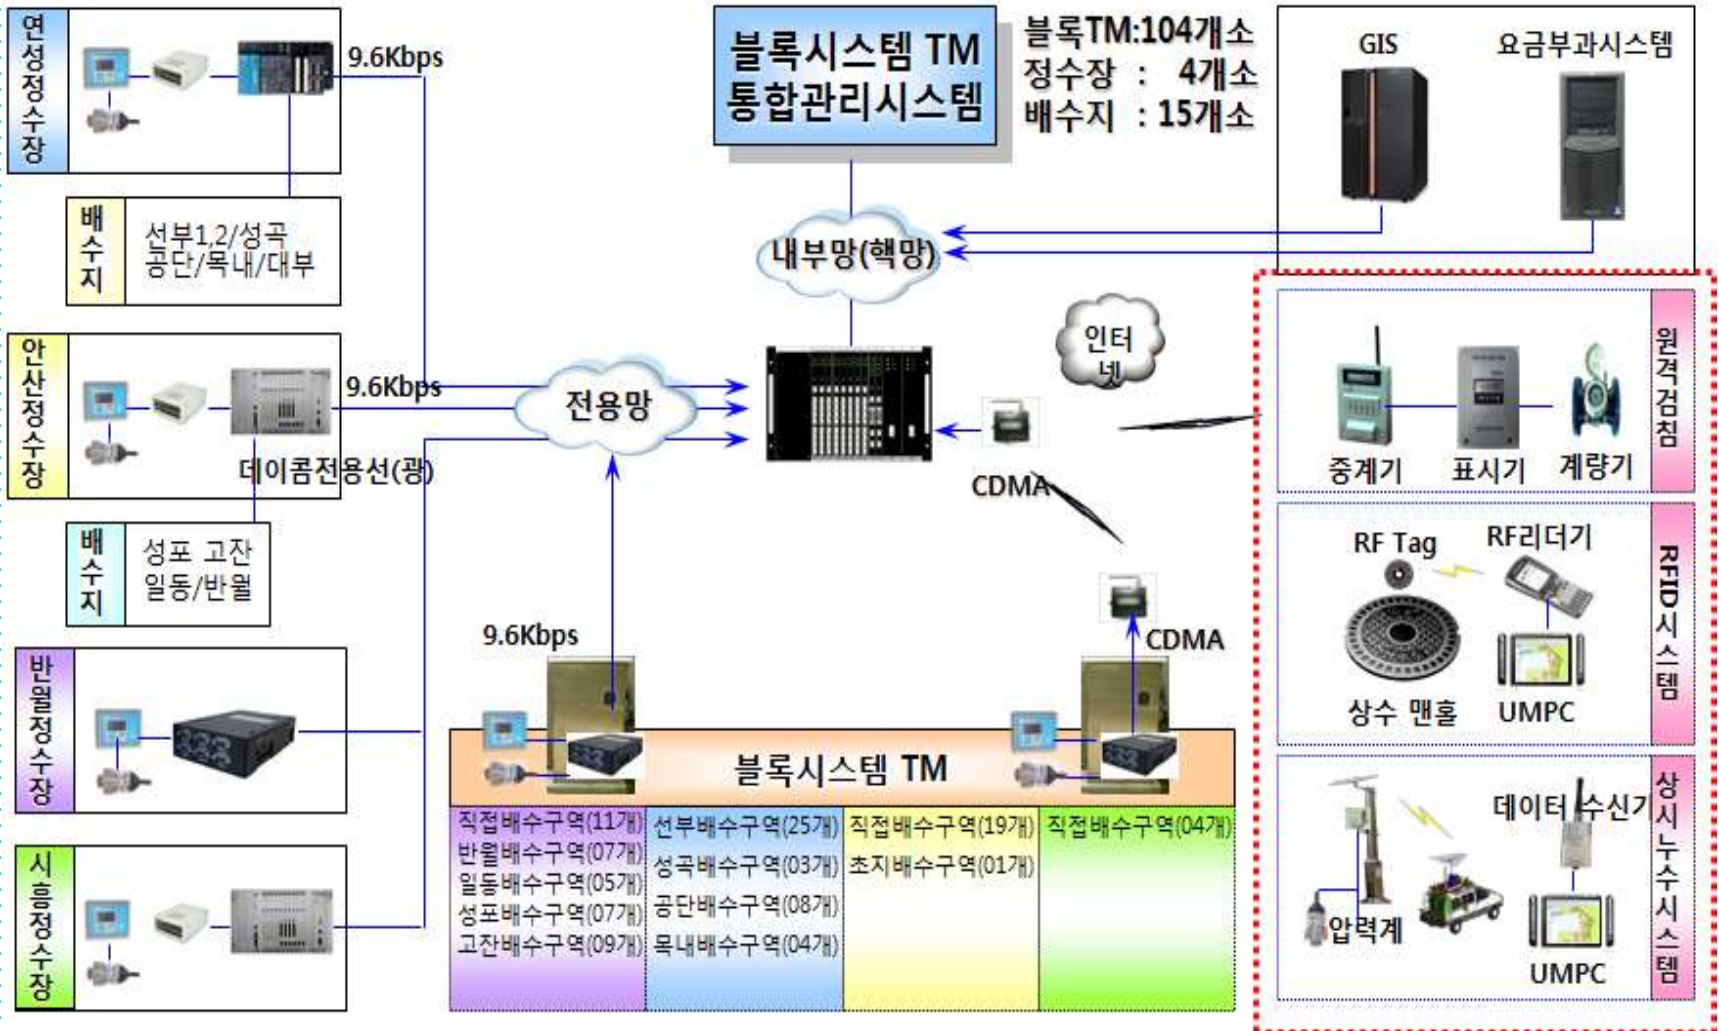 연성정수장
9.6Kbps
배수지
선부1,2/성곡
공단/목내/대부
안산정수장
9.6Kbps
데이콤전용선(광)
배수지
성포 고잔
일동/반월
반월정수장
시흥정수장
블록시스템 TM
통합관리시스템
블록TM:104개소
정수장 : 4개소
배수지 : 15개소
내부망(핵망)
전용망
인터
넷
CDMA
9.6Kbps
CDMA
블록시스템 TM
직접배수구역(11개)
반월배수구역(07개)
일동배수구역(05개)
성포배수구역(07개)
고잔배수구역(09개)
선부배수구역(25개)
성곡배수구역(03개)
공단배수구역(08개)
목내배수구역(04개)
직접배수구역(19개)
초지배수구역(01개)
직접배수구역(04개)
GIS
요금부과시스템
원격검침
중계기
표시기
계량기
RFID시스템
RF Tag
RF리더기
상수 맨홀
UMPC
상시누수시스템
데이터 수신기
압력계
UMPC